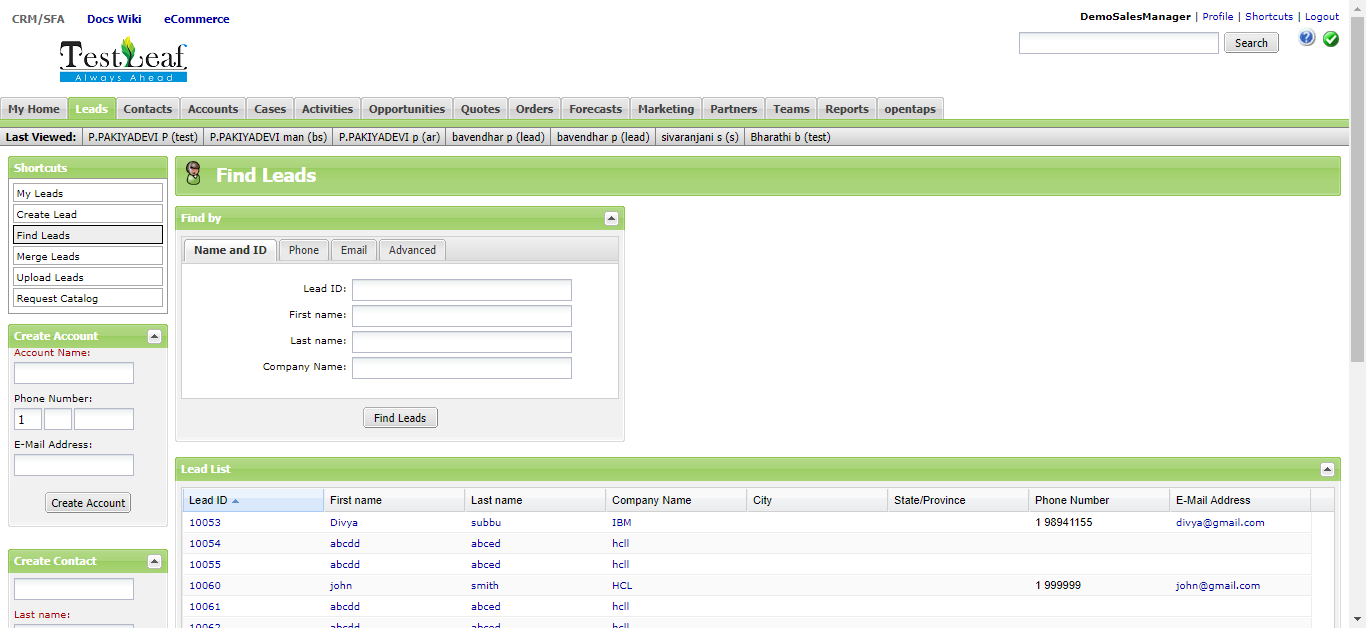 CRM/SFA Docs Wiki eCommerce
DemoSalesManager | Profile | Shortcuts | Logout
TestLeaf
Always Ahead
Search
My Home Leads Contacts Accounts Cases Activities Opportunities Quotes Orders Forecasts Marketing Partners Teams Reports opentaps
Last Viewed: P.PAKIYADEVI P (test) P.PAKIYADEVI man (bs) P.PAKIYADEVI p (ar) bavendhar p (lead) bavendhar p (lead) sivaranjani s (s) Bharathi b (test)
Shortcuts
My Leads
Create Lead
Find Leads
Merge Leads
Upload Leads
Request Catalog
Create Account
Account Name:
Phone Number:
1
E-Mail Address:
Create Account
Create Contact
Last name:
Find Leads
Find by
Name and ID Phone Email Advanced
Lead ID:
First name:
Last name:
Company Name:
Find Leads
Lead List
Lead ID First name Last name Company Name City State/Province Phone Number E-Mail Address
10053 Divya subbu IBM 1 98941155 divya@gmail.com
10054 abcdd abced hcll
10055 abcdd abced hcll
10060 john smith HCL 1 999999 john@gmail.com
10061 abcdd abced hcll
10062 abcdd abced hcll